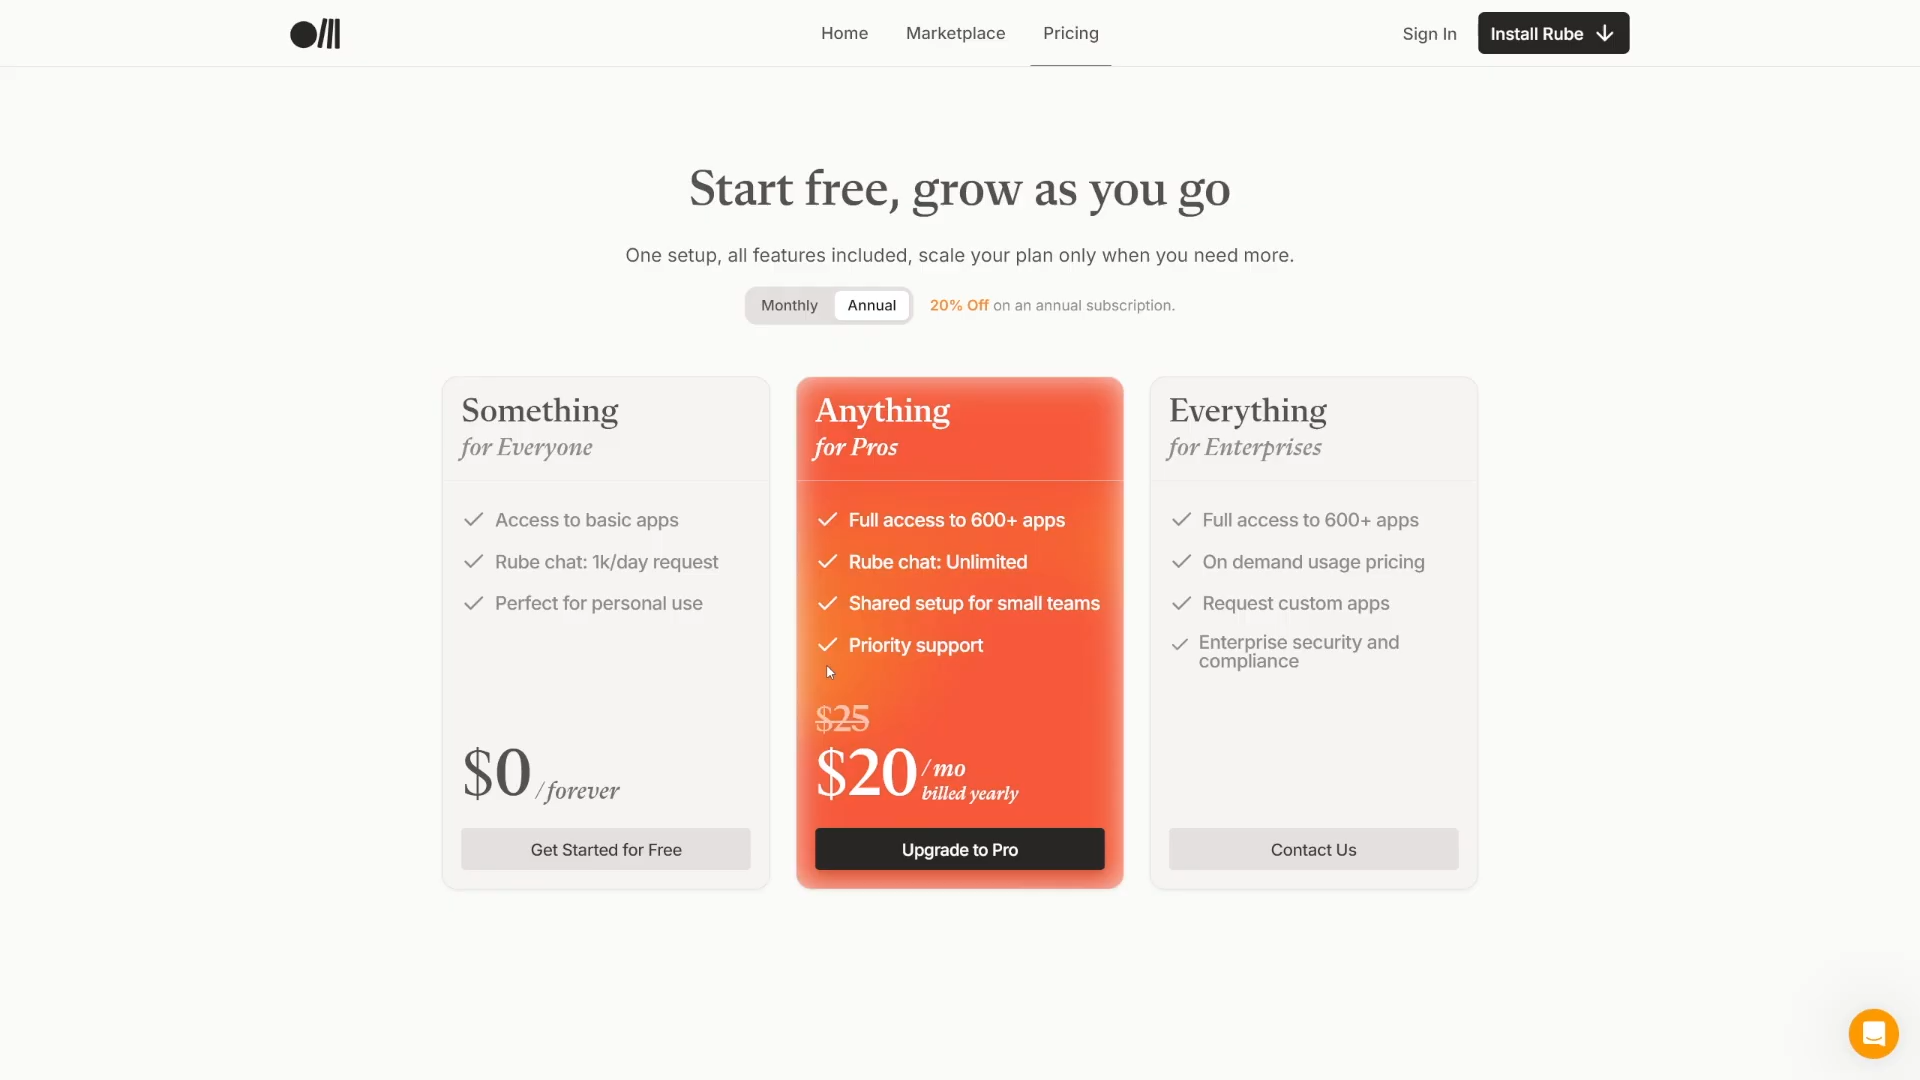 Home
Marketplace
Pricing
Sign In
Install Rube
Start free, grow as you go
One setup, all features included, scale your plan only when you need more.
Monthly
Annual
20% Off on an annual subscription.
Something
for Everyone
Access to basic apps
Rube chat: 1k/day request
Perfect for personal use
$0 / forever
Get Started for Free
Anything
for Pros
Full access to 600+ apps
Rube chat: Unlimited
Shared setup for small teams
Priority support
$25
$20 / mo
billed yearly
Upgrade to Pro
Everything
for Enterprises
Full access to 600+ apps
On demand usage pricing
Request custom apps
Enterprise security and
compliance
Contact Us